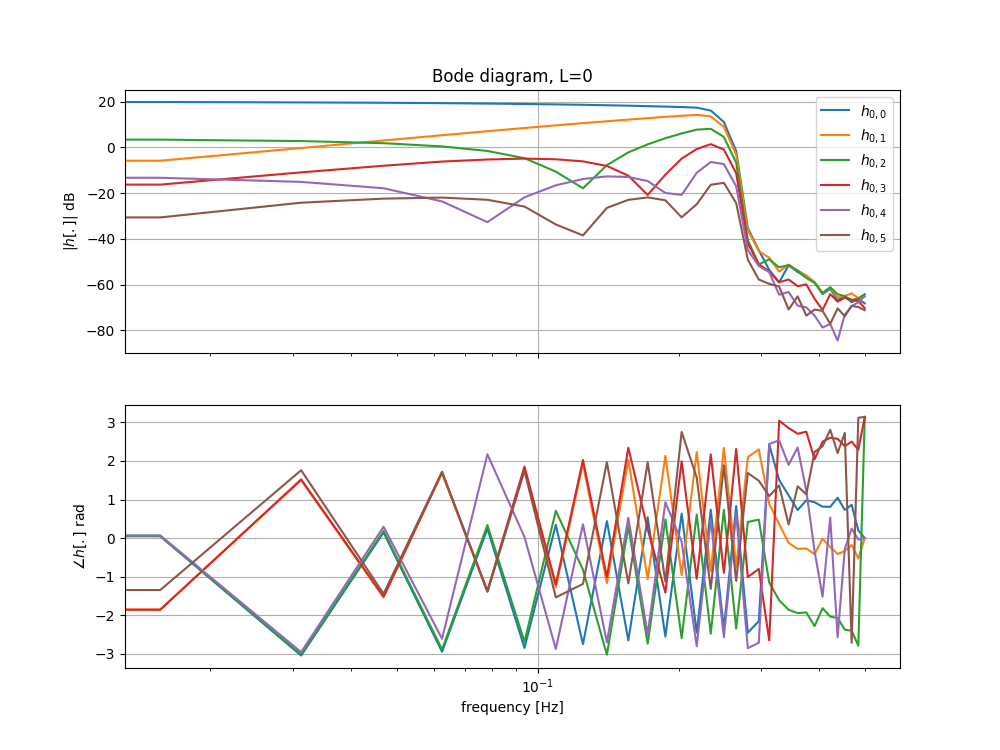 Bode diagram, L=0
20
0
−20
−40
−60
−80
|h[.]| dB
h0,0
h0,1
h0,2
h0,3
h0,4
h0,5
3
2
1
0
−1
−2
−3
∠h[.] rad
10−1
frequency [Hz]